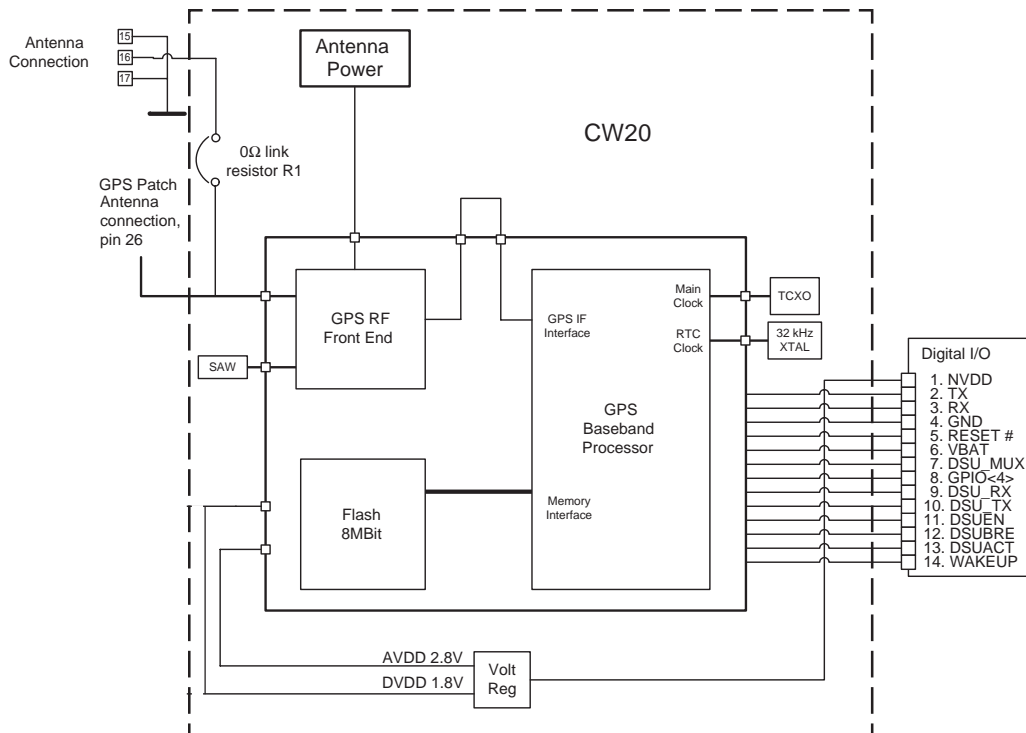 Antenna
Connection
15
16
17
Antenna
Power
CW20
0Ω link
resistor R1
GPS Patch
Antenna
connection,
pin 26
GPS RF
Front End
SAW
GPS IF
Interface
Main
Clock
TCXO
RTC
Clock
32 kHz
XTAL
GPS
Baseband
Processor
Flash
8MBit
Memory
Interface
AVDD 2.8V
DVDD 1.8V
Volt
Reg
Digital I/O
1. NVDD
2. TX
3. RX
4. GND
5. RESET #
6. VBAT
7. DSU_MUX
8. GPIO<4>
9. DSU_RX
10. DSU_TX
11. DSUEN
12. DSUBRE
13. DSUACT
14. WAKEUP